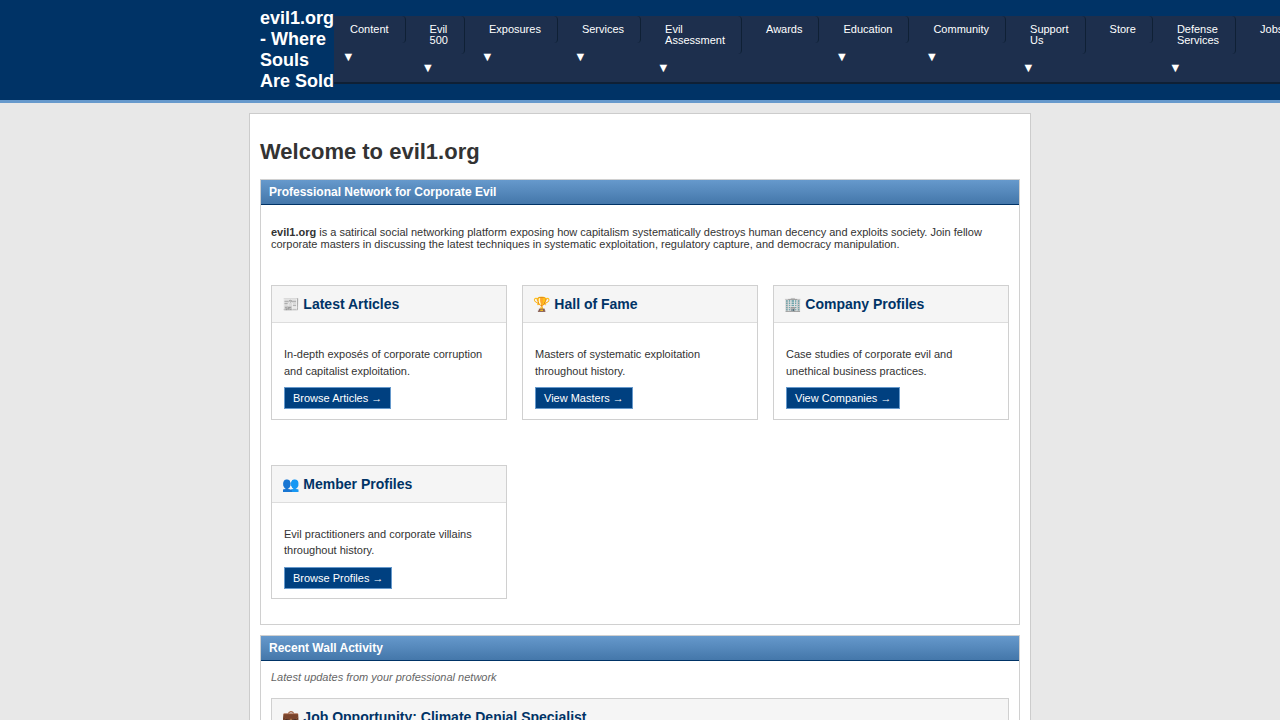 evil1.org
- Where
Souls
Are Sold
Content
Evil
500
Exposures
Services
Evil
Assessment
Awards
Education
Community
Support
Us
Store
Defense
Services
Jobs
▼ ▼ ▼ ▼ ▼ ▼ ▼ ▼ ▼
Welcome to evil1.org
Professional Network for Corporate Evil
evil1.org is a satirical social networking platform exposing how capitalism systematically destroys human decency and exploits society. Join fellow
corporate masters in discussing the latest techniques in systematic exploitation, regulatory capture, and democracy manipulation.
📰 Latest Articles
In-depth exposés of corporate corruption
and capitalist exploitation.
Browse Articles →
🏆 Hall of Fame
Masters of systematic exploitation
throughout history.
View Masters →
🏢 Company Profiles
Case studies of corporate evil and
unethical business practices.
View Companies →
👥 Member Profiles
Evil practitioners and corporate villains
throughout history.
Browse Profiles →
Recent Wall Activity
Latest updates from your professional network
💼 Job Opportunity: Climate Denial Specialist